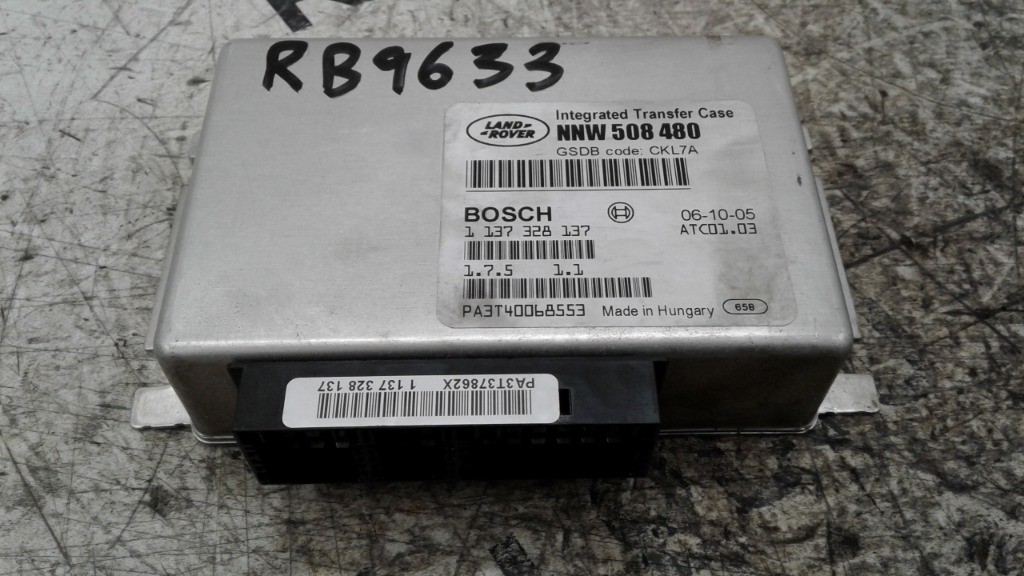 RB9633
LAND-
-ROVER
Integrated Transfer Case
NNW 508 480
GSDB code: CKL7A
BOSCH 06-10-05
1 137 328 137 ATC01.03
1.7.5 1.1
PA3T40068553 Made in Hungary 658
PA3T37862X
1 137 328 137